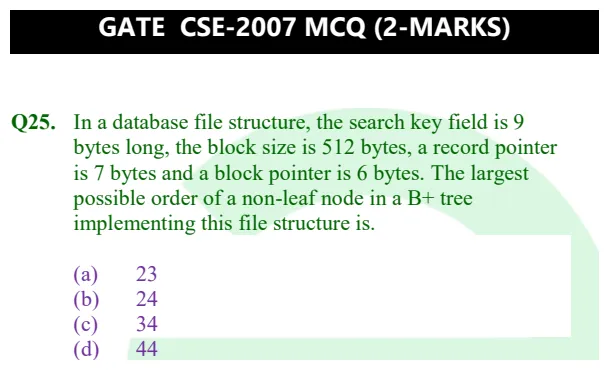 GATE CSE-2007 MCQ (2-MARKS)
Q25. In a database file structure, the search key field is 9
bytes long, the block size is 512 bytes, a record pointer
is 7 bytes and a block pointer is 6 bytes. The largest
possible order of a non-leaf node in a B+ tree
implementing this file structure is.
(a) 23
(b) 24
(c) 34
(d) 44